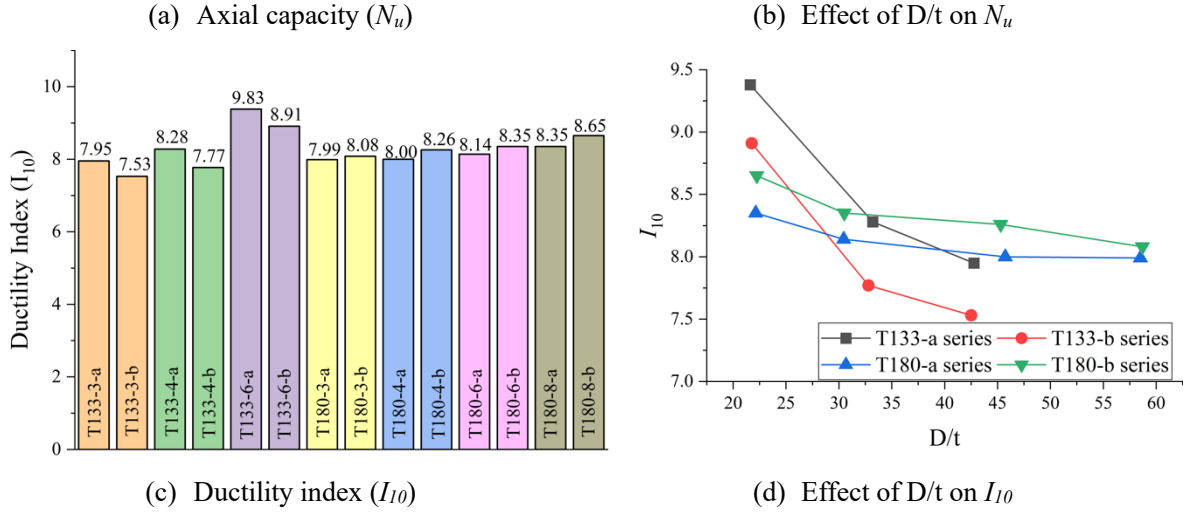 (a) Axial capacity (Nu)
(b) Effect of D/t on Nu
Ductility Index (I10)
10
8
6
4
2
0
7.95
7.53
8.28
7.77
9.83
8.91
7.99
8.08
8.00
8.26
8.14
8.35
8.35
8.65
T133-3-a
T133-3-b
T133-4-a
T133-4-b
T133-6-a
T133-6-b
T180-3-a
T180-3-b
T180-4-a
T180-4-b
T180-6-a
T180-6-b
T180-8-a
T180-8-b
I10
9.5
9.0
8.5
8.0
7.5
7.0
T133-a series
T133-b series
T180-a series
T180-b series
20 25 30 35 40 45 50 55 60
D/t
(c) Ductility index (I10)
(d) Effect of D/t on I10